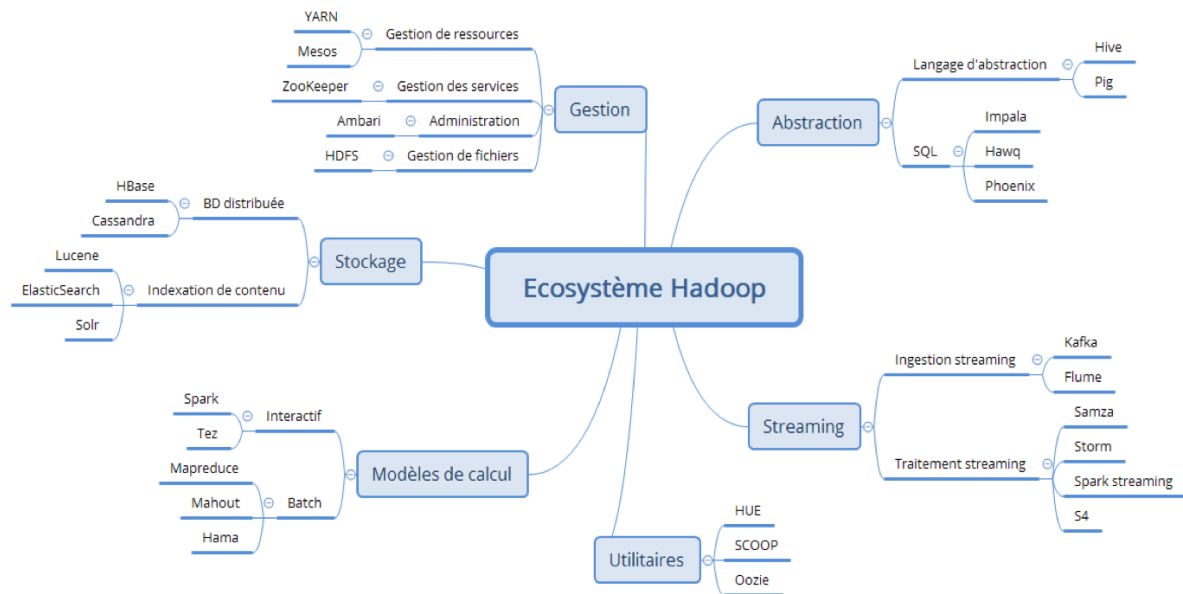 Ecosystème Hadoop
Gestion
Gestion de ressources
YARN
Mesos
Gestion des services
ZooKeeper
Administration
Ambari
Gestion de fichiers
HDFS
Stockage
BD distribuée
HBase
Cassandra
Indexation de contenu
Lucene
ElasticSearch
Solr
Modèles de calcul
Interactif
Spark
Tez
Batch
Mapreduce
Mahout
Hama
Abstraction
Langage d'abstraction
Hive
Pig
SQL
Impala
Hawq
Phoenix
Streaming
Ingestion streaming
Kafka
Flume
Traitement streaming
Samza
Storm
Spark streaming
S4
Utilitaires
HUE
SCOOP
Oozie